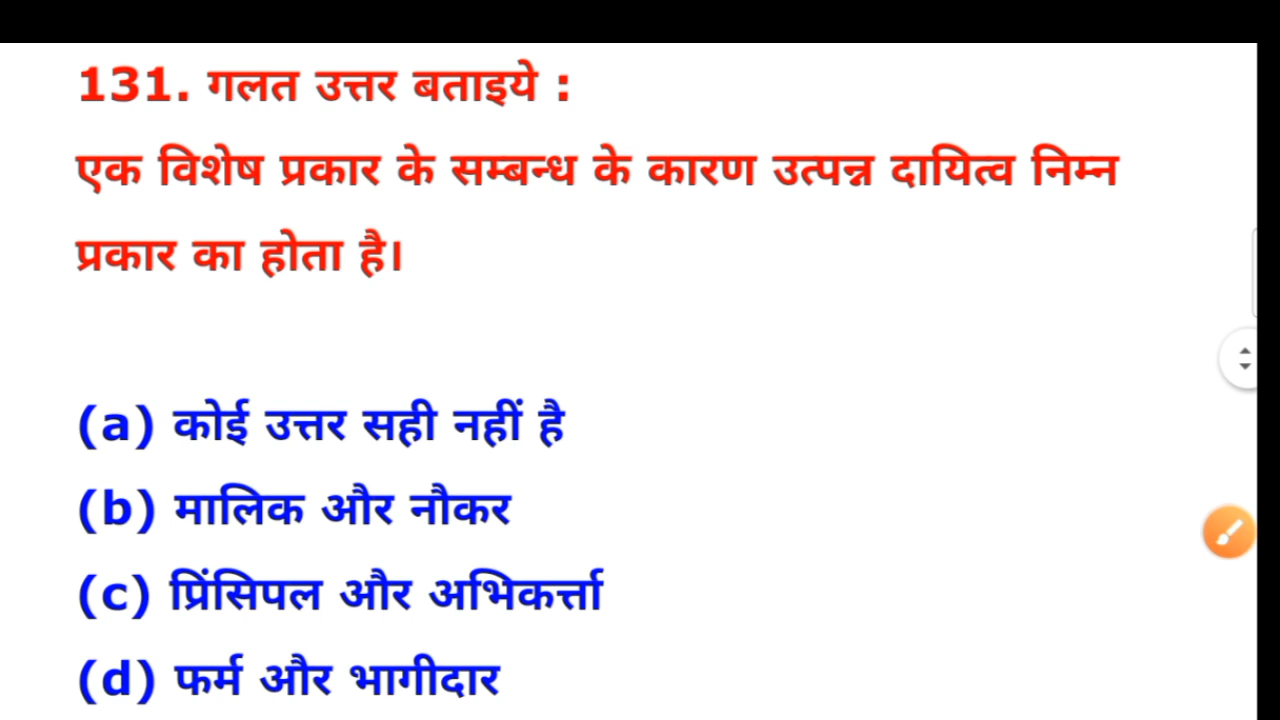 131. गलत उत्तर बताइये :
एक विशेष प्रकार के सम्बन्ध के कारण उत्पन्न दायित्व निम्न
प्रकार का होता है।
(a) कोई उत्तर सही नहीं है
(b) मालिक और नौकर
(c) प्रिंसिपल और अभिकर्त्ता
(d) फर्म और भागीदार